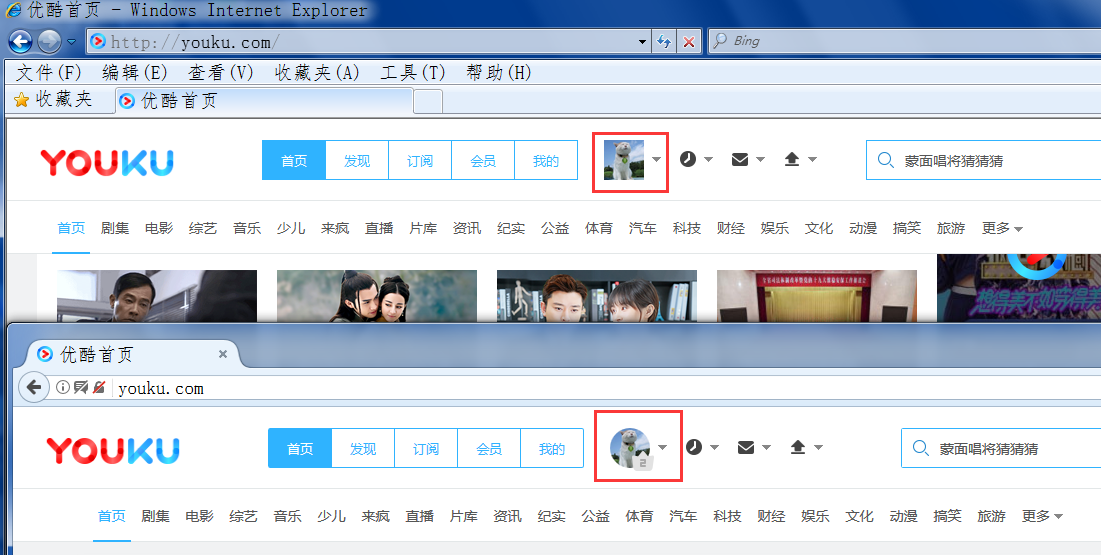 优酷首页 - Windows Internet Explorer
http://youku.com/
Bing
文件(F) 编辑(E) 查看(V) 收藏夹(A) 工具(T) 帮助(H)
收藏夹 优酷首页
YOUKU 首页 发现 订阅 会员 我的 蒙面唱将猜猜猜
首页 剧集 电影 综艺 音乐 少儿 来疯 直播 片库 资讯 纪实 公益 体育 汽车 科技 财经 娱乐 文化 动漫 搞笑 旅游 更多
优酷首页 ×
youku.com
YOUKU 首页 发现 订阅 会员 我的 蒙面唱将猜猜猜
首页 剧集 电影 综艺 音乐 少儿 来疯 直播 片库 资讯 纪实 公益 体育 汽车 科技 财经 娱乐 文化 动漫 搞笑 旅游 更多